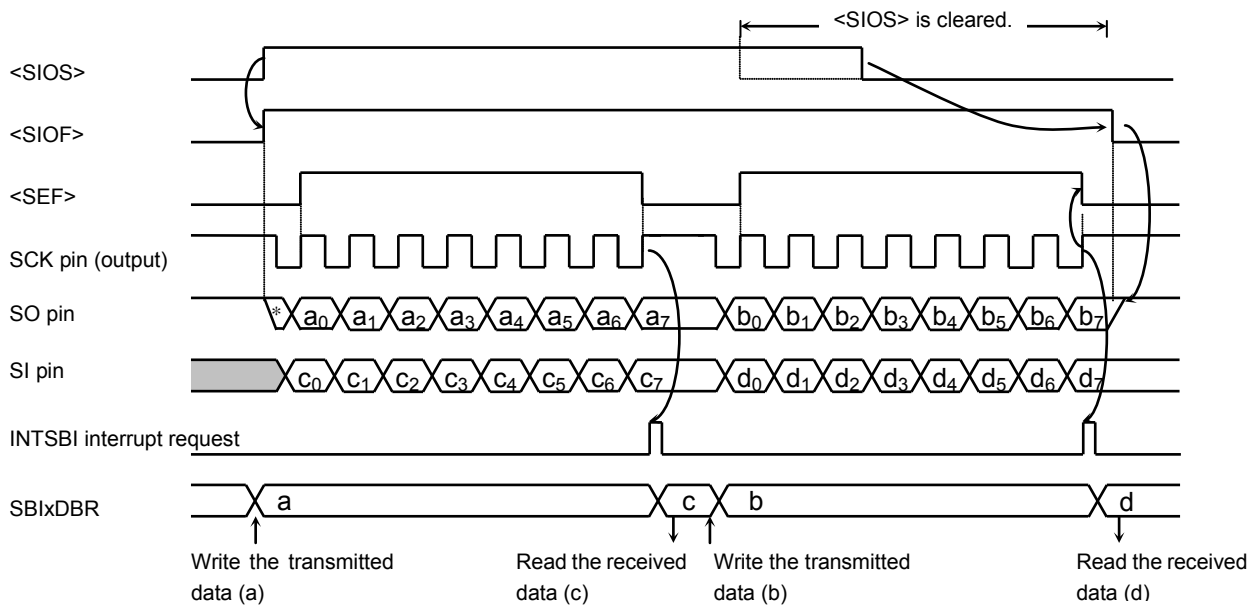 <SIOS> is cleared.
<SIOS>
<SIOF>
<SEF>
SCK pin (output)
SO pin
* a0 a1 a2 a3 a4 a5 a6 a7 b0 b1 b2 b3 b4 b5 b6 b7
SI pin
c0 c1 c2 c3 c4 c5 c6 c7 d0 d1 d2 d3 d4 d5 d6 d7
INTSBI interrupt request
SBIxDBR
a c b d
Write the transmitted
data (a)
Read the received
data (c)
Write the transmitted
data (b)
Read the received
data (d)